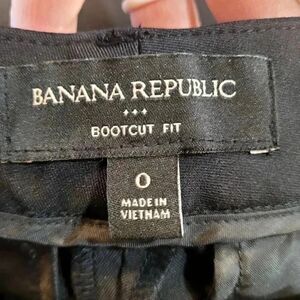 BANANA REPUBLIC
BOOTCUT FIT
0
MADE IN
VIETNAM